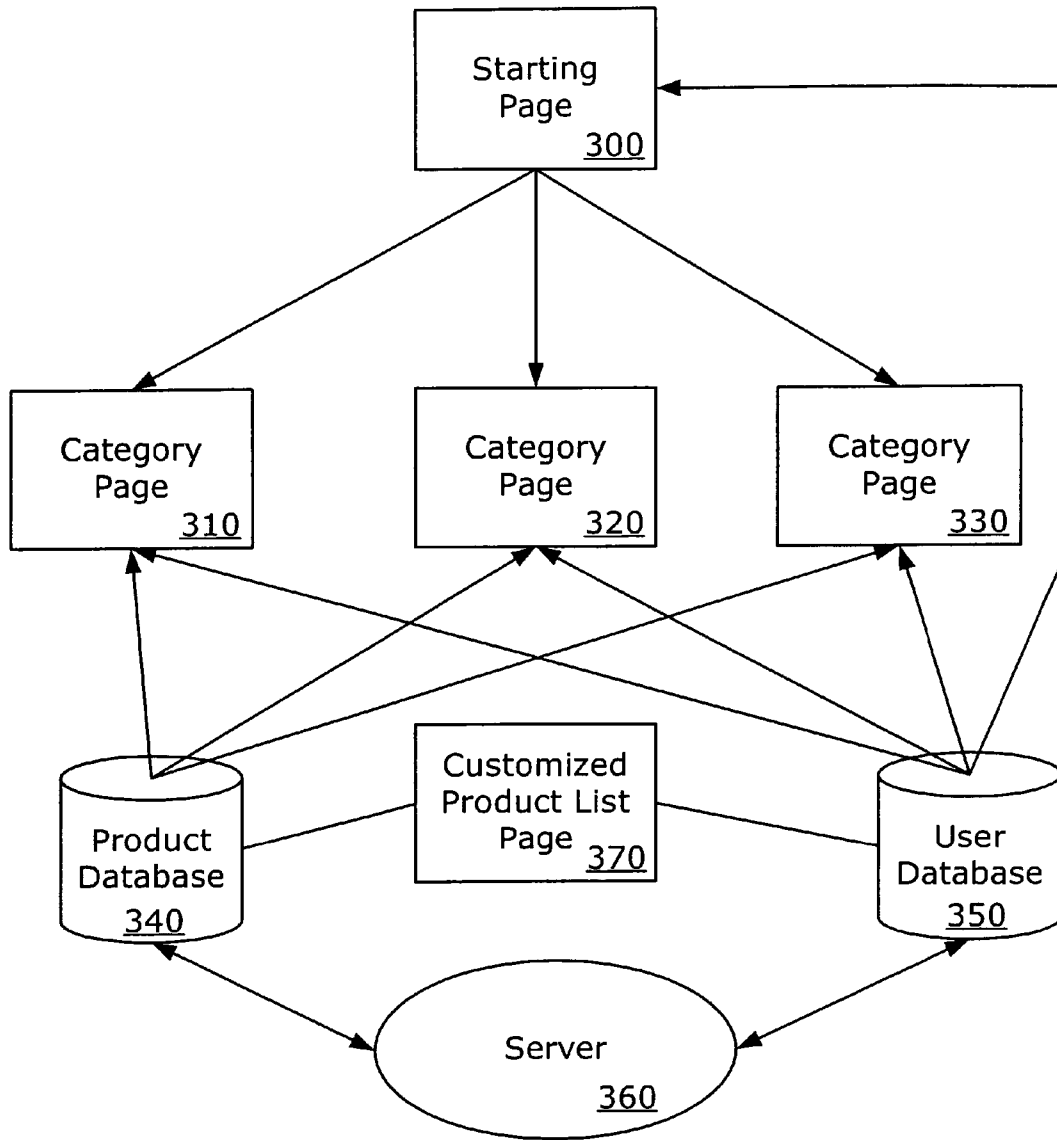 Starting
Page
300
Category
Page
310
Category
Page
320
Category
Page
330
Product
Database
340
Customized
Product List
Page
370
User
Database
350
Server
360